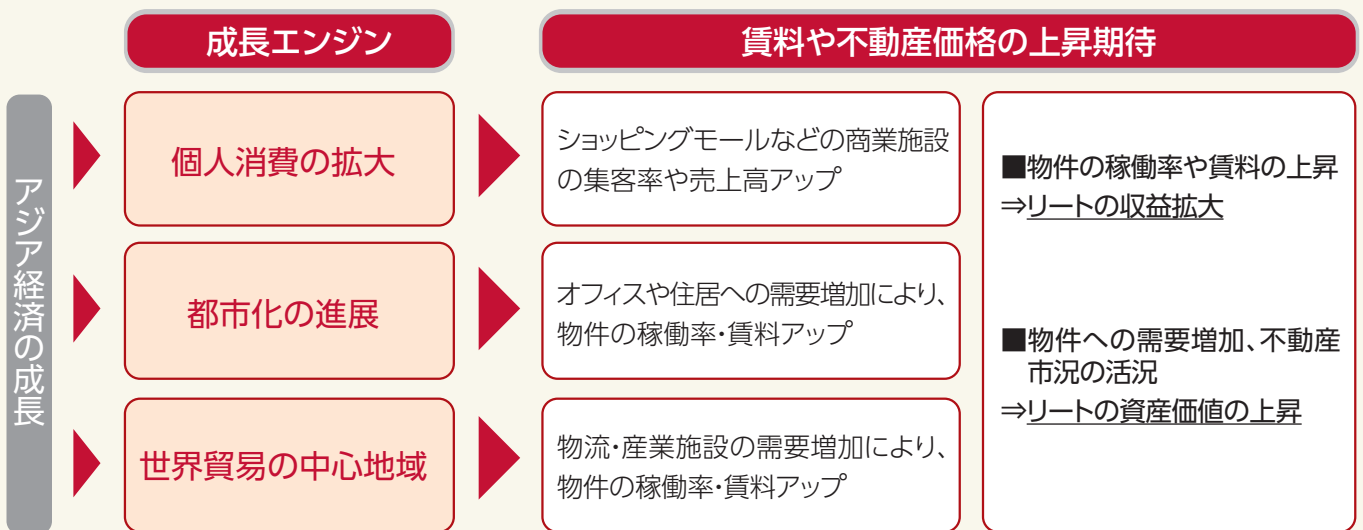 成長エンジン
賃料や不動産価格の上昇期待
アジア経済の成長
個人消費の拡大
ショッピングモールなどの商業施設
の集客率や売上高アップ
都市化の進展
オフィスや住居への需要増加により、
物件の稼働率・賃料アップ
世界貿易の中心地域
物流・産業施設の需要増加により、
物件の稼働率・賃料アップ
■物件の稼働率や賃料の上昇
⇒リートの収益拡大
■物件への需要増加、不動産
市況の活況
⇒リートの資産価値の上昇